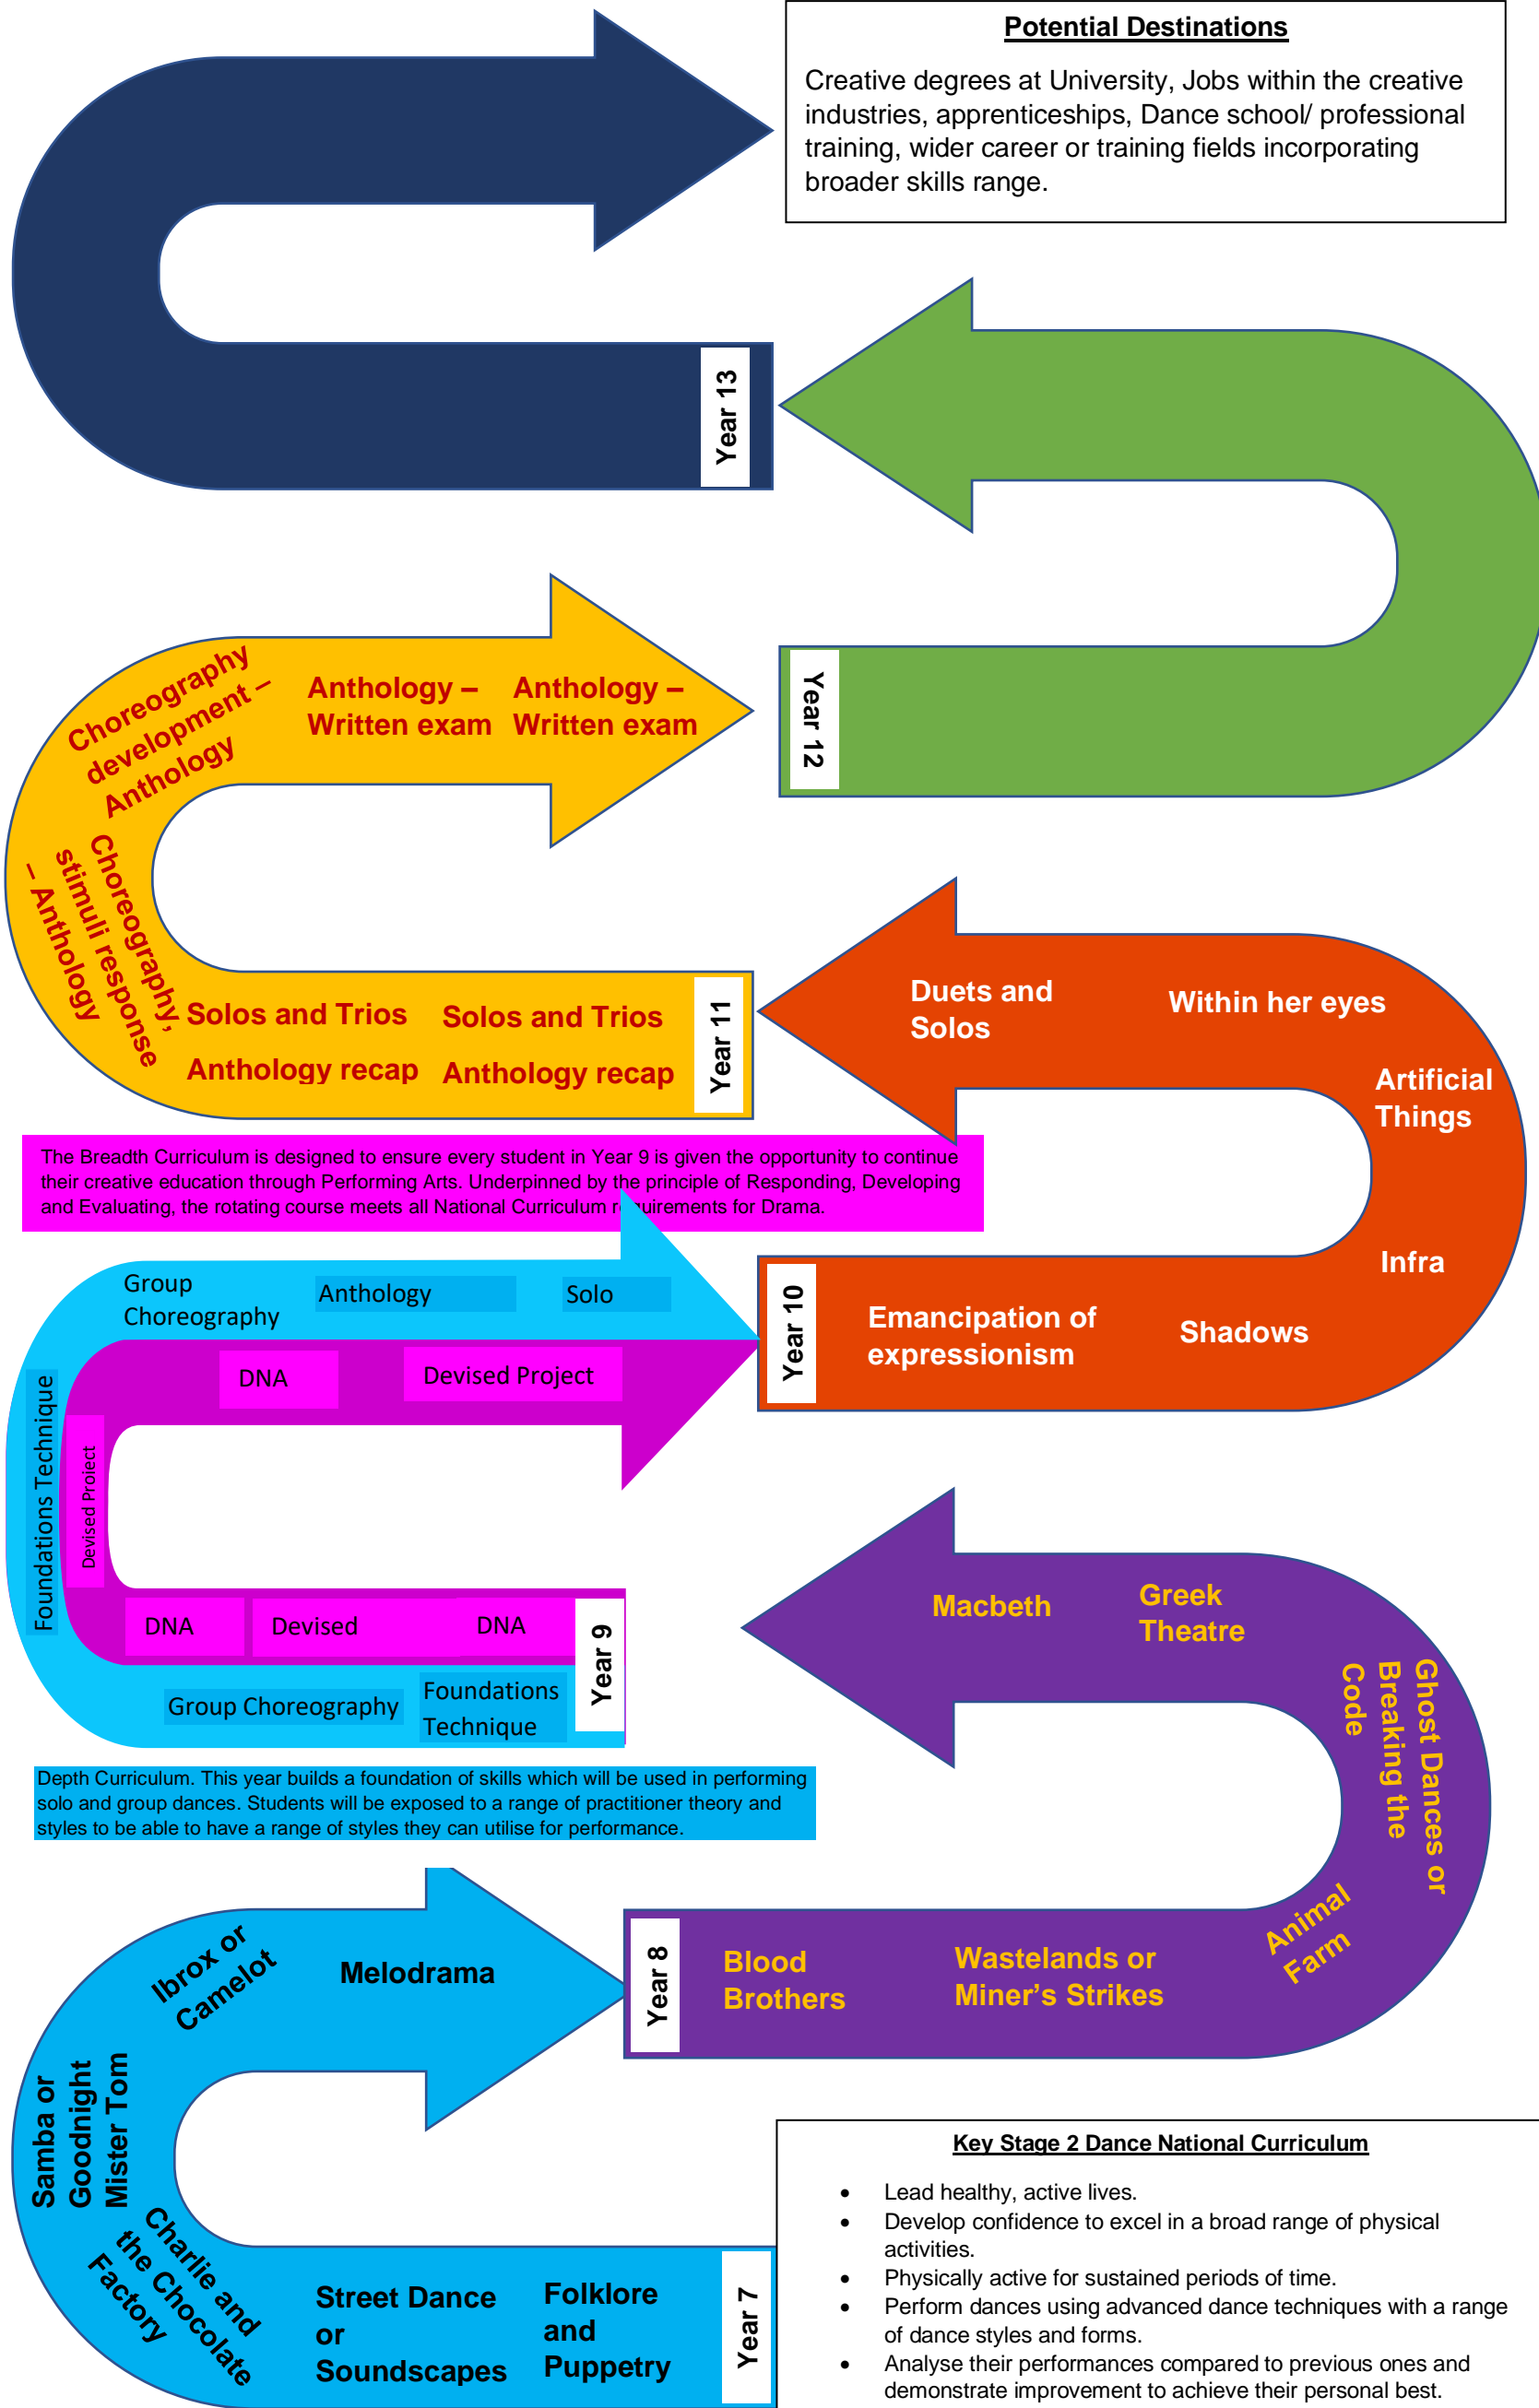 Potential Destinations
Creative degrees at University, Jobs within the creative
industries, apprenticeships, Dance school/ professional
training, wider career or training fields incorporating
broader skills range.
Year 13
Year 12
Choreography
development –
Anthology
Anthology –
Written exam
Anthology –
Written exam
Choreography,
stimuli response
– Anthology
Solos and Trios
Anthology recap
Solos and Trios
Anthology recap
Year 11
Duets and
Solos
Within her eyes
Artificial
Things
Infra
Shadows
Emancipation of
expressionism
Year 10
The Breadth Curriculum is designed to ensure every student in Year 9 is given the opportunity to continue
their creative education through Performing Arts. Underpinned by the principle of Responding, Developing
and Evaluating, the rotating course meets all National Curriculum requirements for Drama.
Group
Choreography
Anthology
Solo
DNA
Devised Project
Foundations Technique
Devised Project
DNA
Devised
DNA
Year 9
Group Choreography
Foundations
Technique
Depth Curriculum. This year builds a foundation of skills which will be used in performing
solo and group dances. Students will be exposed to a range of practitioner theory and
styles to be able to have a range of styles they can utilise for performance.
Macbeth
Greek
Theatre
Ghost Dances or
Breaking the
Code
Animal
Farm
Wastelands or
Miner’s Strikes
Blood
Brothers
Year 8
Ibrox or
Camelot
Melodrama
Samba or
Goodnight
Mister Tom
Charlie and
the Chocolate
Factory
Street Dance
or
Soundscapes
Folklore
and
Puppetry
Year 7
Key Stage 2 Dance National Curriculum
• Lead healthy, active lives.
• Develop confidence to excel in a broad range of physical
activities.
• Physically active for sustained periods of time.
• Perform dances using advanced dance techniques with a range
of dance styles and forms.
• Analyse their performances compared to previous ones and
demonstrate improvement to achieve their personal best.